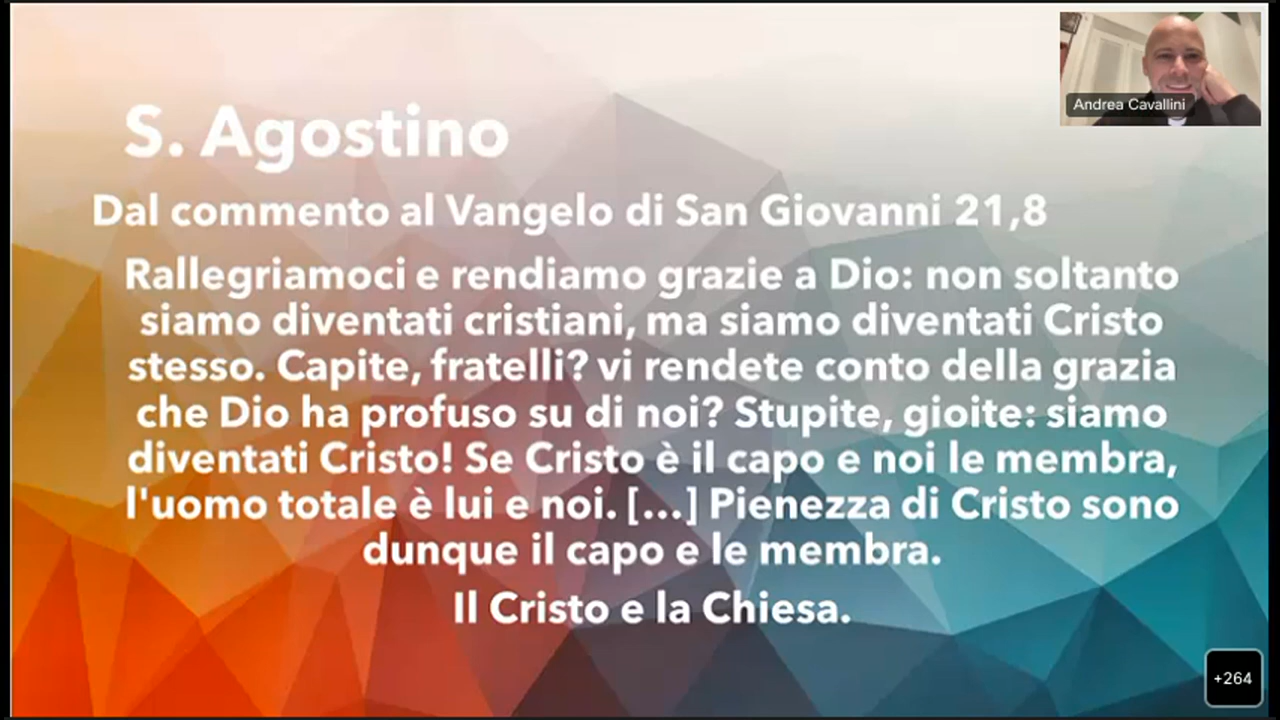 Andrea Cavallini
S. Agostino
Dal commento al Vangelo di San Giovanni 21,8
Rallegriamoci e rendiamo grazie a Dio: non soltanto
siamo diventati cristiani, ma siamo diventati Cristo
stesso. Capite, fratelli? vi rendete conto della grazia
che Dio ha profuso su di noi? Stupite, gioite: siamo
diventati Cristo! Se Cristo è il capo e noi le membra,
l'uomo totale è lui e noi. [...] Pienezza di Cristo sono
dunque il capo e le membra.
Il Cristo e la Chiesa.
+264